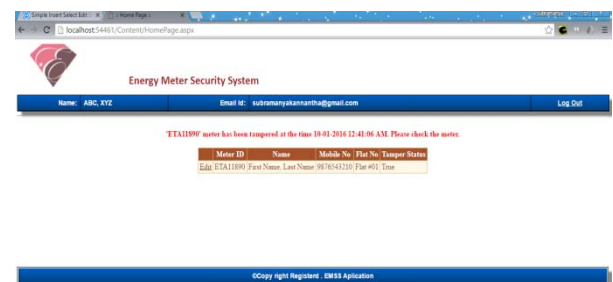 Simple Insert Select Edit
Home Page
localhost:54461/Content/HomePage.aspx
Energy Meter Security System
Name: ABC, XYZ Email Id: subramanyakannantha@gmail.com Log Out
'ETA11890' meter has been tampered at the time 10-01-2016 12:41:06 AM. Please check the meter.
Meter ID Name Mobile No Flat No Tamper Status
Edit ETA11890 First Name, Last Name 9876543210 Flat #01 True
©Copy right Registerd . EMSS Aplication